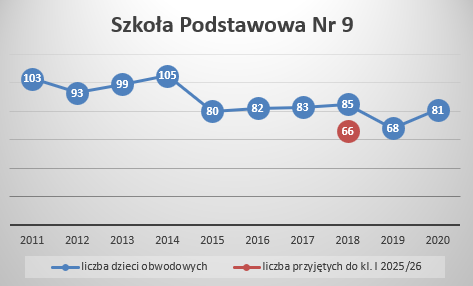 Szkoła Podstawowa Nr 9
103 93 99 105 80 82 83 85 68 81
66
2011 2012 2013 2014 2015 2016 2017 2018 2019 2020
liczba dzieci obwodowych liczba przyjętych do kl. I 2025/26